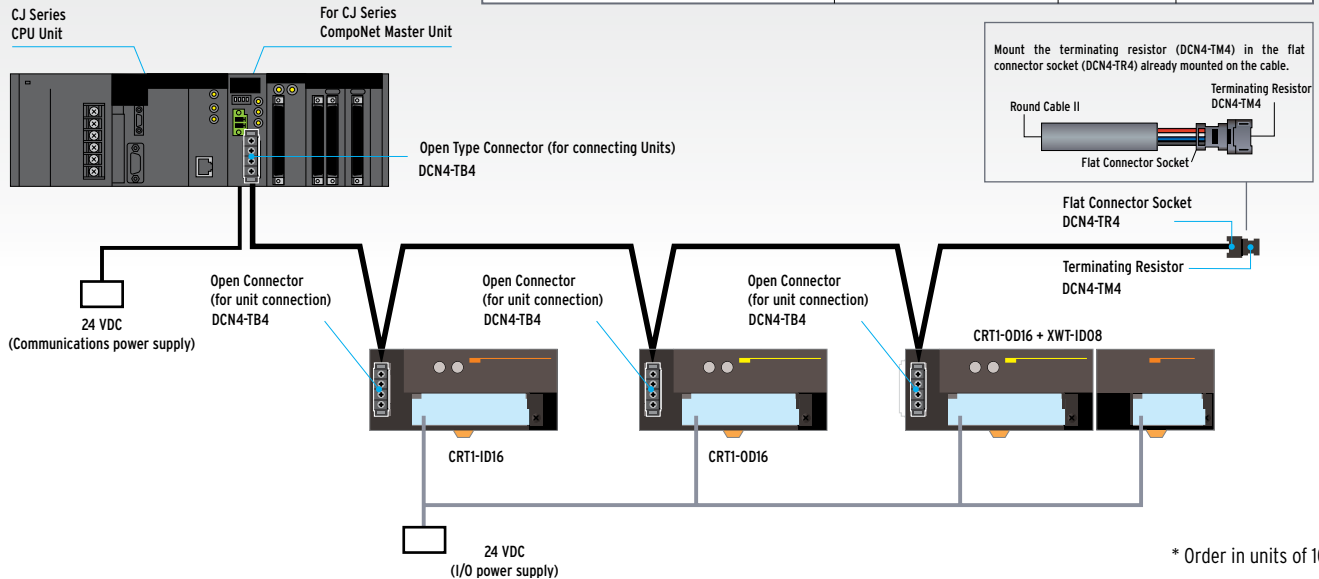 CJ Series
CPU Unit
For CJ Series
CompoNet Master Unit
Mount the terminating resistor (DCN4-TM4) in the flat
connector socket (DCN4-TR4) already mounted on the cable.
Round Cable II
Terminating Resistor
DCN4-TM4
Flat Connector Socket
Open Type Connector (for connecting Units)
DCN4-TB4
Flat Connector Socket
DCN4-TR4
Terminating Resistor
DCN4-TM4
Open Connector
(for unit connection)
DCN4-TB4
Open Connector
(for unit connection)
DCN4-TB4
Open Connector
(for unit connection)
DCN4-TB4
24 VDC
(Communications power supply)
CRT1-OD16 + XWT-ID08
CRT1-ID16
CRT1-OD16
24 VDC
(I/O power supply)
* Order in units of